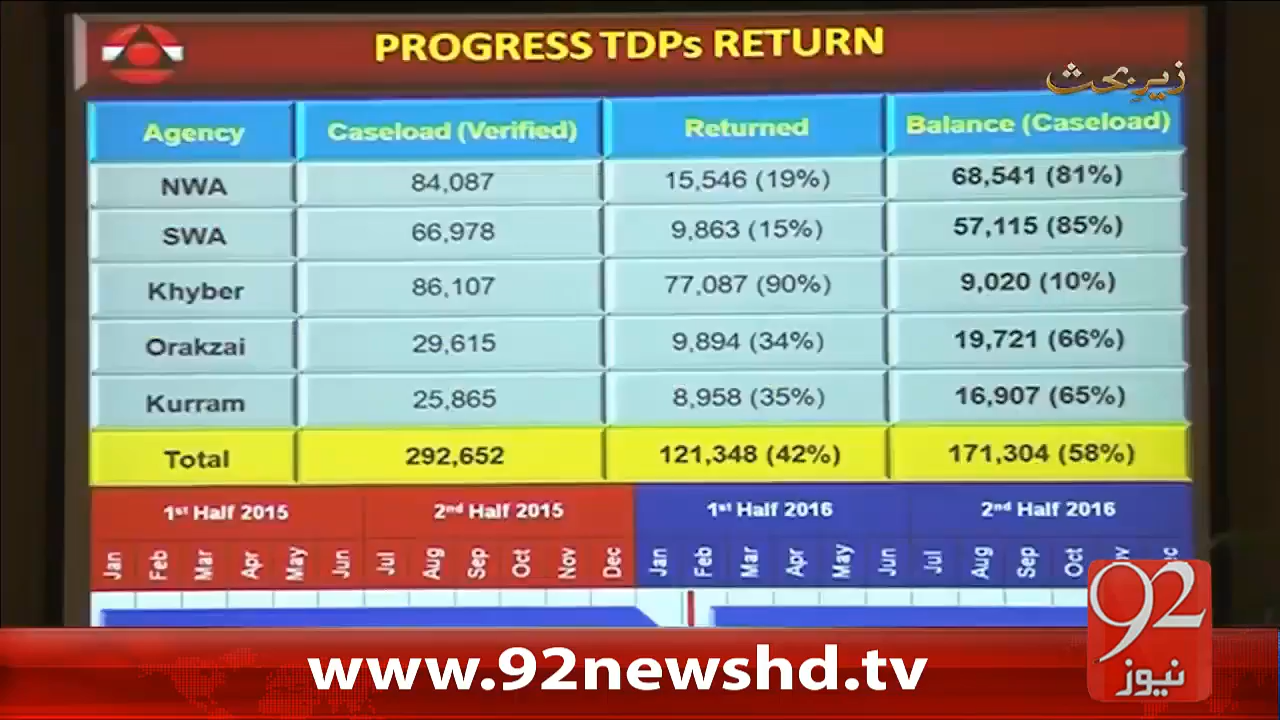 PROGRESS TDPs RETURN
زیرِ بحث
Agency Caseload (Verified) Returned Balance (Caseload)
NWA 84,087 15,546 (19%) 68,541 (81%)
SWA 66,978 9,863 (15%) 57,115 (85%)
Khyber 86,107 77,087 (90%) 9,020 (10%)
Orakzai 29,615 9,894 (34%) 19,721 (66%)
Kurram 25,865 8,958 (35%) 16,907 (65%)
Total 292,652 121,348 (42%) 171,304 (58%)
1st Half 2015 2nd Half 2015 1st Half 2016 2nd Half 2016
Jan Feb Mar Apr May Jun Jul Aug Sep Oct Nov Dec Jan Feb Mar Apr May Jun Jul Aug Sep Oct
92
نیوز
www.92newshd.tv